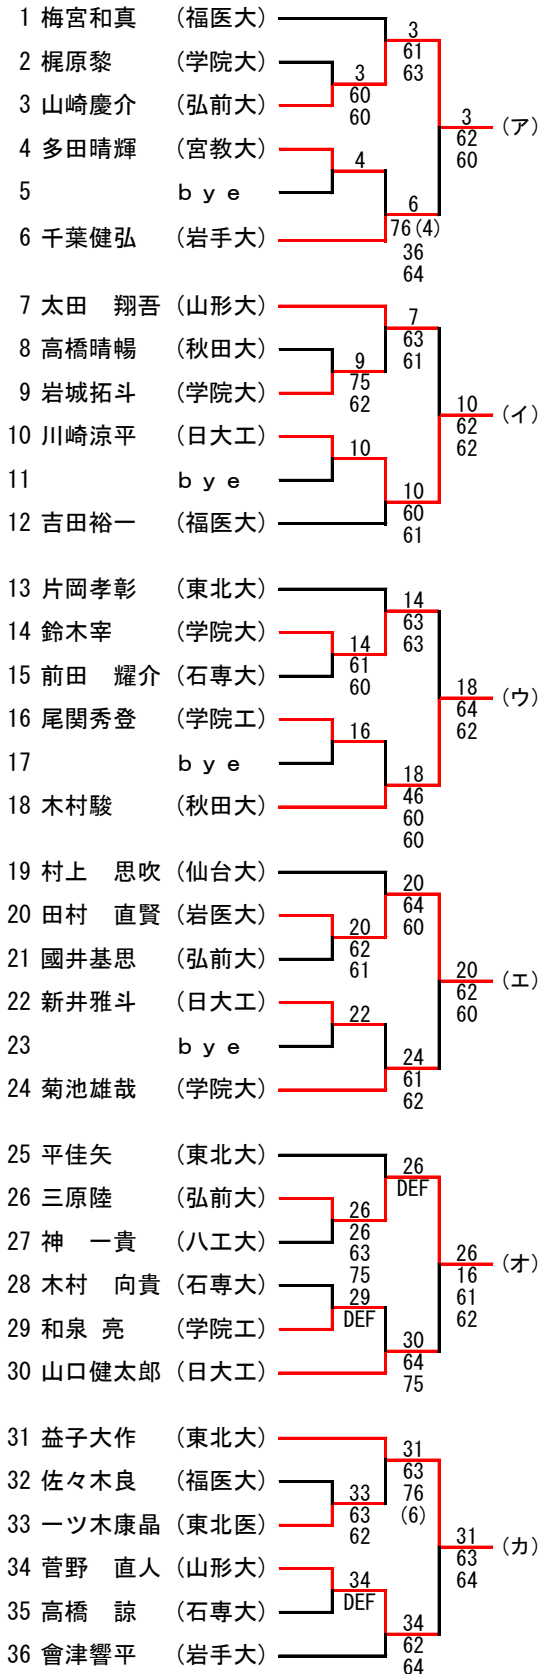 1 梅宮和真 (福医大)
3
61
2 梶原黎 (学院大)
3
63
60
3 山崎慶介 (弘前大)
60
3 (ア)
62
4 多田晴輝 (宮教大)
4
60
5 ｂｙｅ
6
76(4)
6 千葉健弘 (岩手大)
36
64
7 太田 翔吾 (山形大)
7
63
8 高橋晴暢 (秋田大)
9
61
75
9 岩城拓斗 (学院大)
62
10 (イ)
62
10 川崎涼平 (日大工)
10
62
11 ｂｙｅ
10
60
12 吉田裕一 (福医大)
61
13 片岡孝彰 (東北大)
14
63
14 鈴木宰 (学院大)
14
63
61
15 前田 耀介 (石専大)
60
18 (ウ)
64
16 尾関秀登 (学院工)
16
62
17 ｂｙｅ
18
46
18 木村駿 (秋田大)
60
60
19 村上 思吹 (仙台大)
20
64
20 田村 直賢 (岩医大)
20
60
62
21 國井基思 (弘前大)
61
20 (エ)
62
22 新井雅斗 (日大工)
22
60
23 ｂｙｅ
24
61
24 菊池雄哉 (学院大)
62
25 平佳矢 (東北大)
26
DEF
26 三原陸 (弘前大)
26
26
27 神 一貴 (八工大)
63
75
26 (オ)
16
28 木村 向貴 (石専大)
29
61
DEF
62
29 和泉 亮 (学院工)
30
64
30 山口健太郎 (日大工)
75
31 益子大作 (東北大)
31
63
32 佐々木良 (福医大)
33
76
63
(6)
33 一ツ木康晶 (東北医)
62
31 (カ)
63
34 菅野 直人 (山形大)
34
64
DEF
35 高橋 諒 (石専大)
34
62
36 會津響平 (岩手大)
64